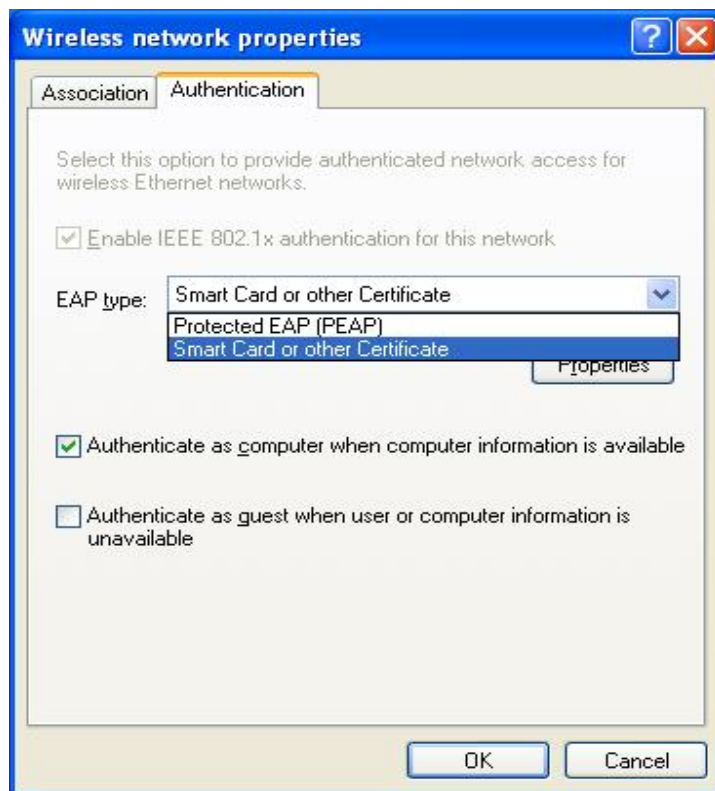 Wireless network properties
Association
Authentication
Select this option to provide authenticated network access for
wireless Ethernet networks.
Enable IEEE 802.1x authentication for this network
EAP type:
Smart Card or other Certificate
Protected EAP (PEAP)
Smart Card or other Certificate
Properties
Authenticate as computer when computer information is available
Authenticate as guest when user or computer information is
unavailable
OK
Cancel